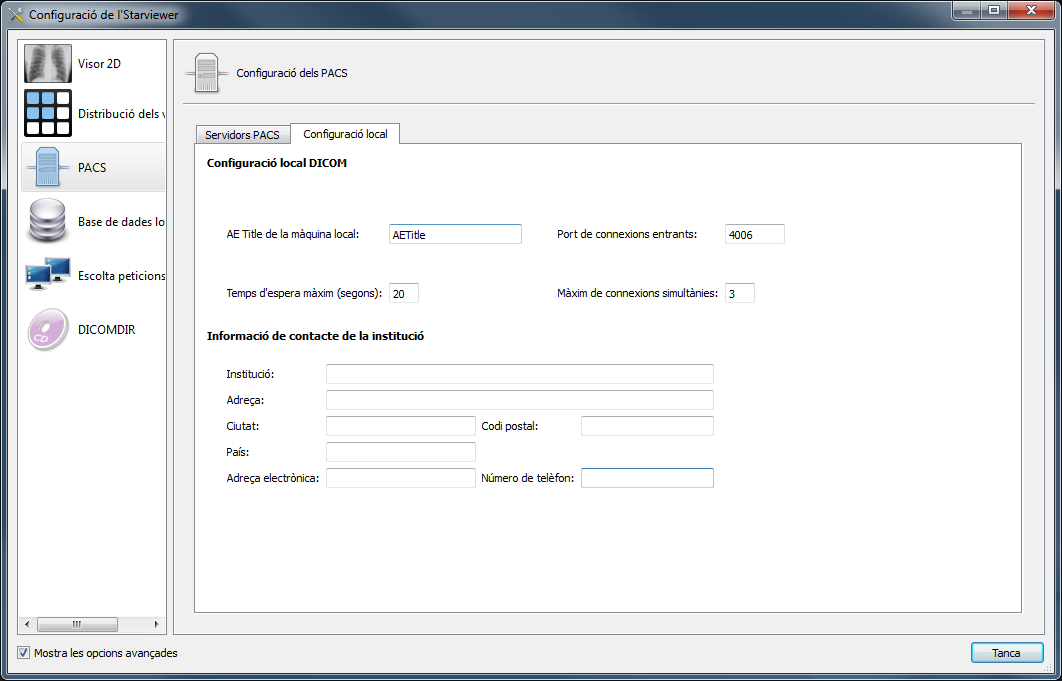 Configuració de l'Starviewer
Visor 2D
Distribució dels v
PACS
Base de dades lo
Escolta peticions
DICOMDIR
Configuració dels PACS
Servidors PACS
Configuració local
Configuració local DICOM
AE Title de la màquina local: AETitle Port de connexions entrants: 4006
Temps d'espera màxim (segons): 20 Màxim de connexions simultànies: 3
Informació de contacte de la institució
Institució:
Adreça:
Ciutat: Codi postal:
País:
Adreça electrònica: Número de telèfon:
Mostra les opcions avançades
Tanca
CD